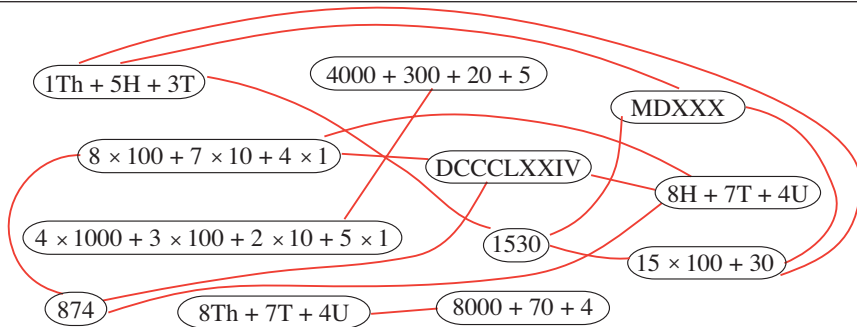 1Th + 5H + 3T
4000 + 300 + 20 + 5
MDXXX
8 × 100 + 7 × 10 + 4 × 1
DCCCLXXIV
8H + 7T + 4U
4 × 1000 + 3 × 100 + 2 × 10 + 5 × 1
1530
15 × 100 + 30
874
8Th + 7T + 4U
8000 + 70 + 4